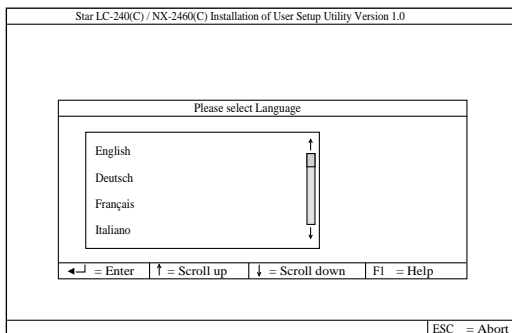 Star LC-240(C) / NX-2460(C) Installation of User Setup Utility Version 1.0
Please select Language
English
Deutsch
Français
Italiano
↵ = Enter ↑ = Scroll up ↓ = Scroll down F1 = Help
ESC = Abort